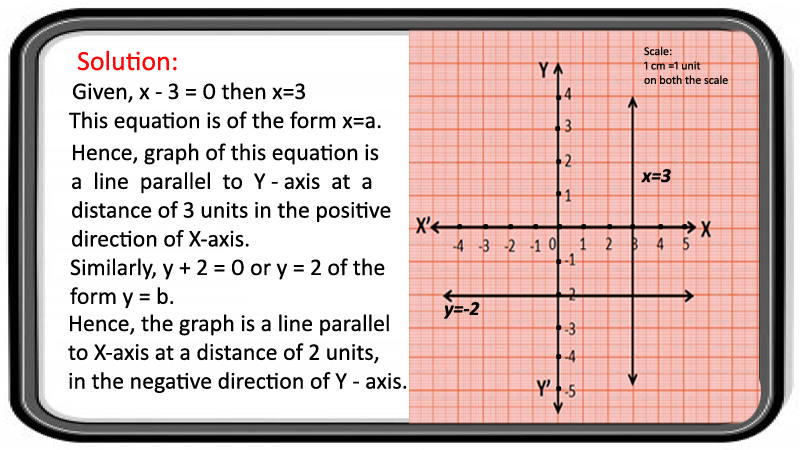 Solution:
Given, x - 3 = 0 then x=3
This equation is of the form x=a.
Hence, graph of this equation is
a line parallel to Y - axis at a
distance of 3 units in the positive
direction of X-axis.
Similarly, y + 2 = 0 or y = 2 of the
form y = b.
Hence, the graph is a line parallel
to X-axis at a distance of 2 units,
in the negative direction of Y - axis.
Scale:
1 cm =1 unit
on both the scale
Y
4
3
2
1
x=3
X' X
-4 -3 -2 -1 0 1 2 3 4 5
-1
-2
y=-2
-3
-4
Y' -5